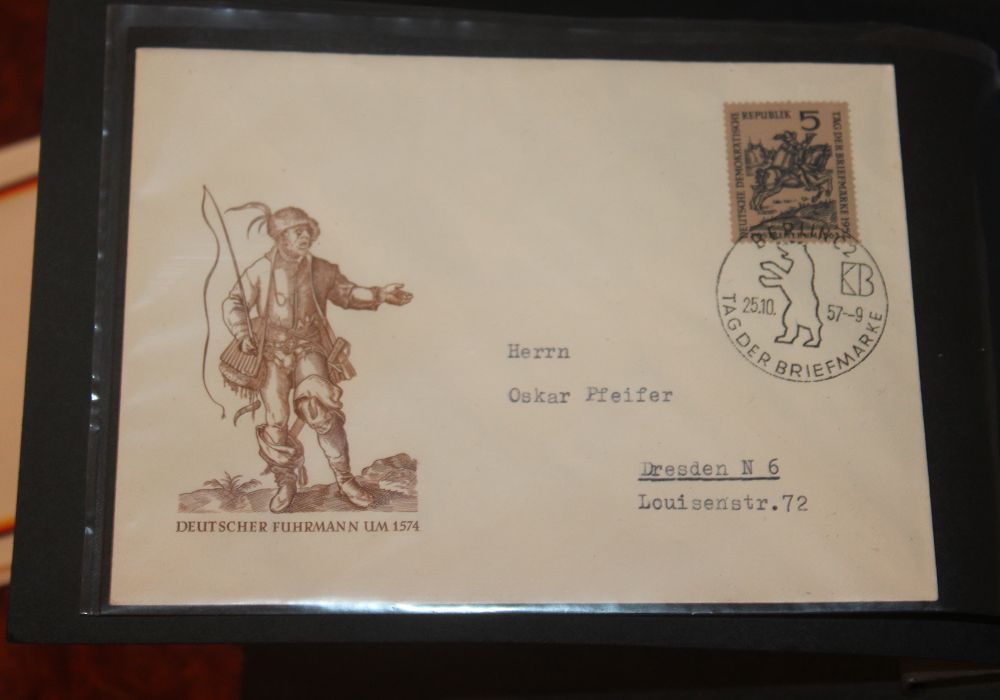 DEUTSCHE DEMOKRATISCHE
REPUBLIK 5
TAG DER BRIEFMARKE 1957
BERLIN C2
KB
25.10. 57--9
TAG DER BRIEFMARKE
Herrn
Oskar Pfeifer
Dresden N 6
Louisenstr.72
DEUTSCHER FUHRMANN UM 1574